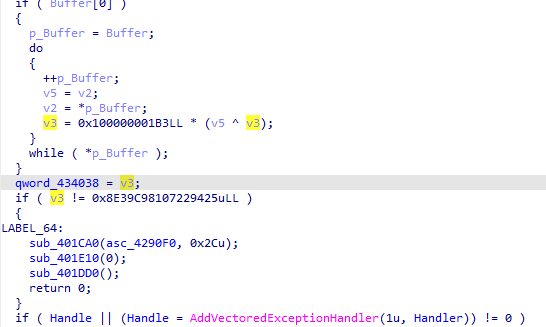 if ( Buffer[0] )
{
p_Buffer = Buffer;
do
{
++p_Buffer;
v5 = v2;
v2 = *p_Buffer;
v3 = 0x100000001B3LL * (v5 ^ v3);
}
while ( *p_Buffer );
}
qword_434038 = v3;
if ( v3 != 0x8E39C98107229425uLL )
{
LABEL_64:
sub_401CA0(asc_4290F0, 0x2Cu);
sub_401E10(0);
sub_401DD0();
return 0;
}
if ( Handle || (Handle = AddVectoredExceptionHandler(1u, Handler)) != 0 )